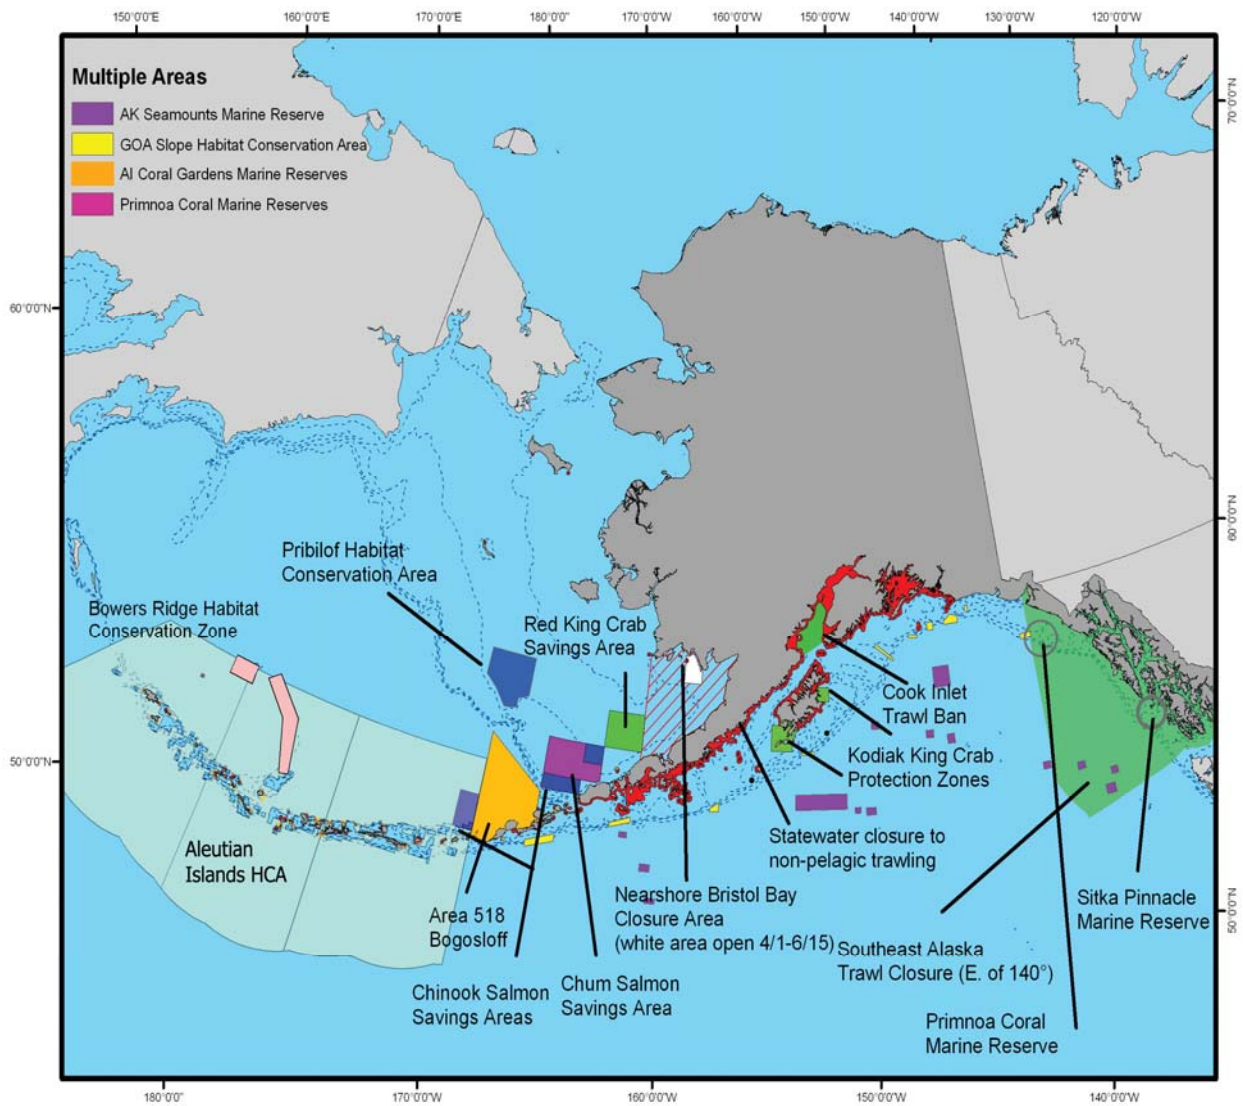 150°0'0"E
160°0'0"E
170°0'0"E
180°0'0"
170°0'0"W
160°0'0"W
150°0'0"W
140°0'0"W
130°0'0"W
120°0'0"W
Multiple Areas
AK Seamounts Marine Reserve
GOA Slope Habitat Conservation Area
AI Coral Gardens Marine Reserves
Primnoa Coral Marine Reserves
70°0'0"N
60°0'0"N
60°0'0"N
Pribilof Habitat
Conservation Area
Bowers Ridge Habitat
Conservation Zone
Red King Crab
Savings Area
Cook Inlet
Trawl Ban
Kodiak King Crab
Protection Zones
50°0'0"N
Statewater closure to
non-pelagic trawling
Aleutian
Islands HCA
Area 518
Bogosloff
Nearshore Bristol Bay
Closure Area
(white area open 4/1-6/15)
Sitka Pinnacle
Marine Reserve
50°0'0"N
Southeast Alaska
Trawl Closure (E. of 140°)
Chinook Salmon
Savings Areas
Chum Salmon
Savings Area
Primnoa Coral
Marine Reserve
180°0'0"
170°0'0"W
160°0'0"W
150°0'0"W
140°0'0"W